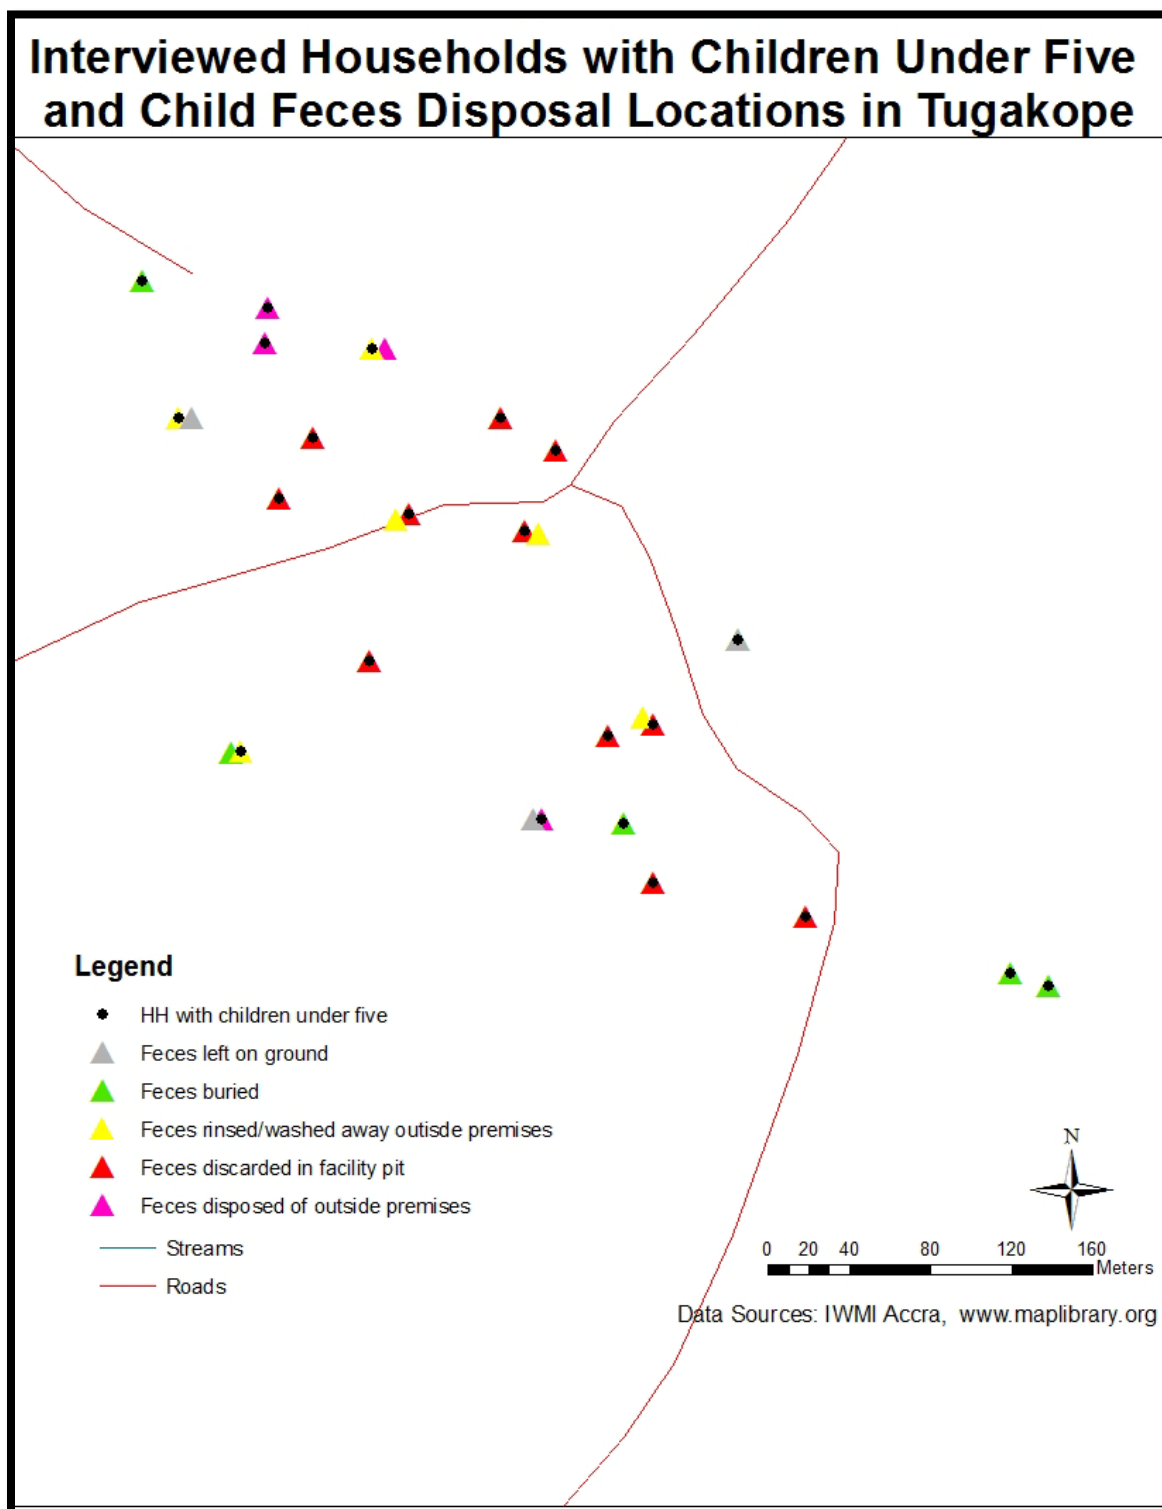 Interviewed Households with Children Under Five
and Child Feces Disposal Locations in Tugakope
Legend
HH with children under five
Feces left on ground
Feces buried
Feces rinsed/washed away outisde premises
Feces discarded in facility pit
Feces disposed of outside premises
Streams
Roads
N
0 20 40 80 120 160
Meters
Data Sources: IWMI Accra, www.maplibrary.org